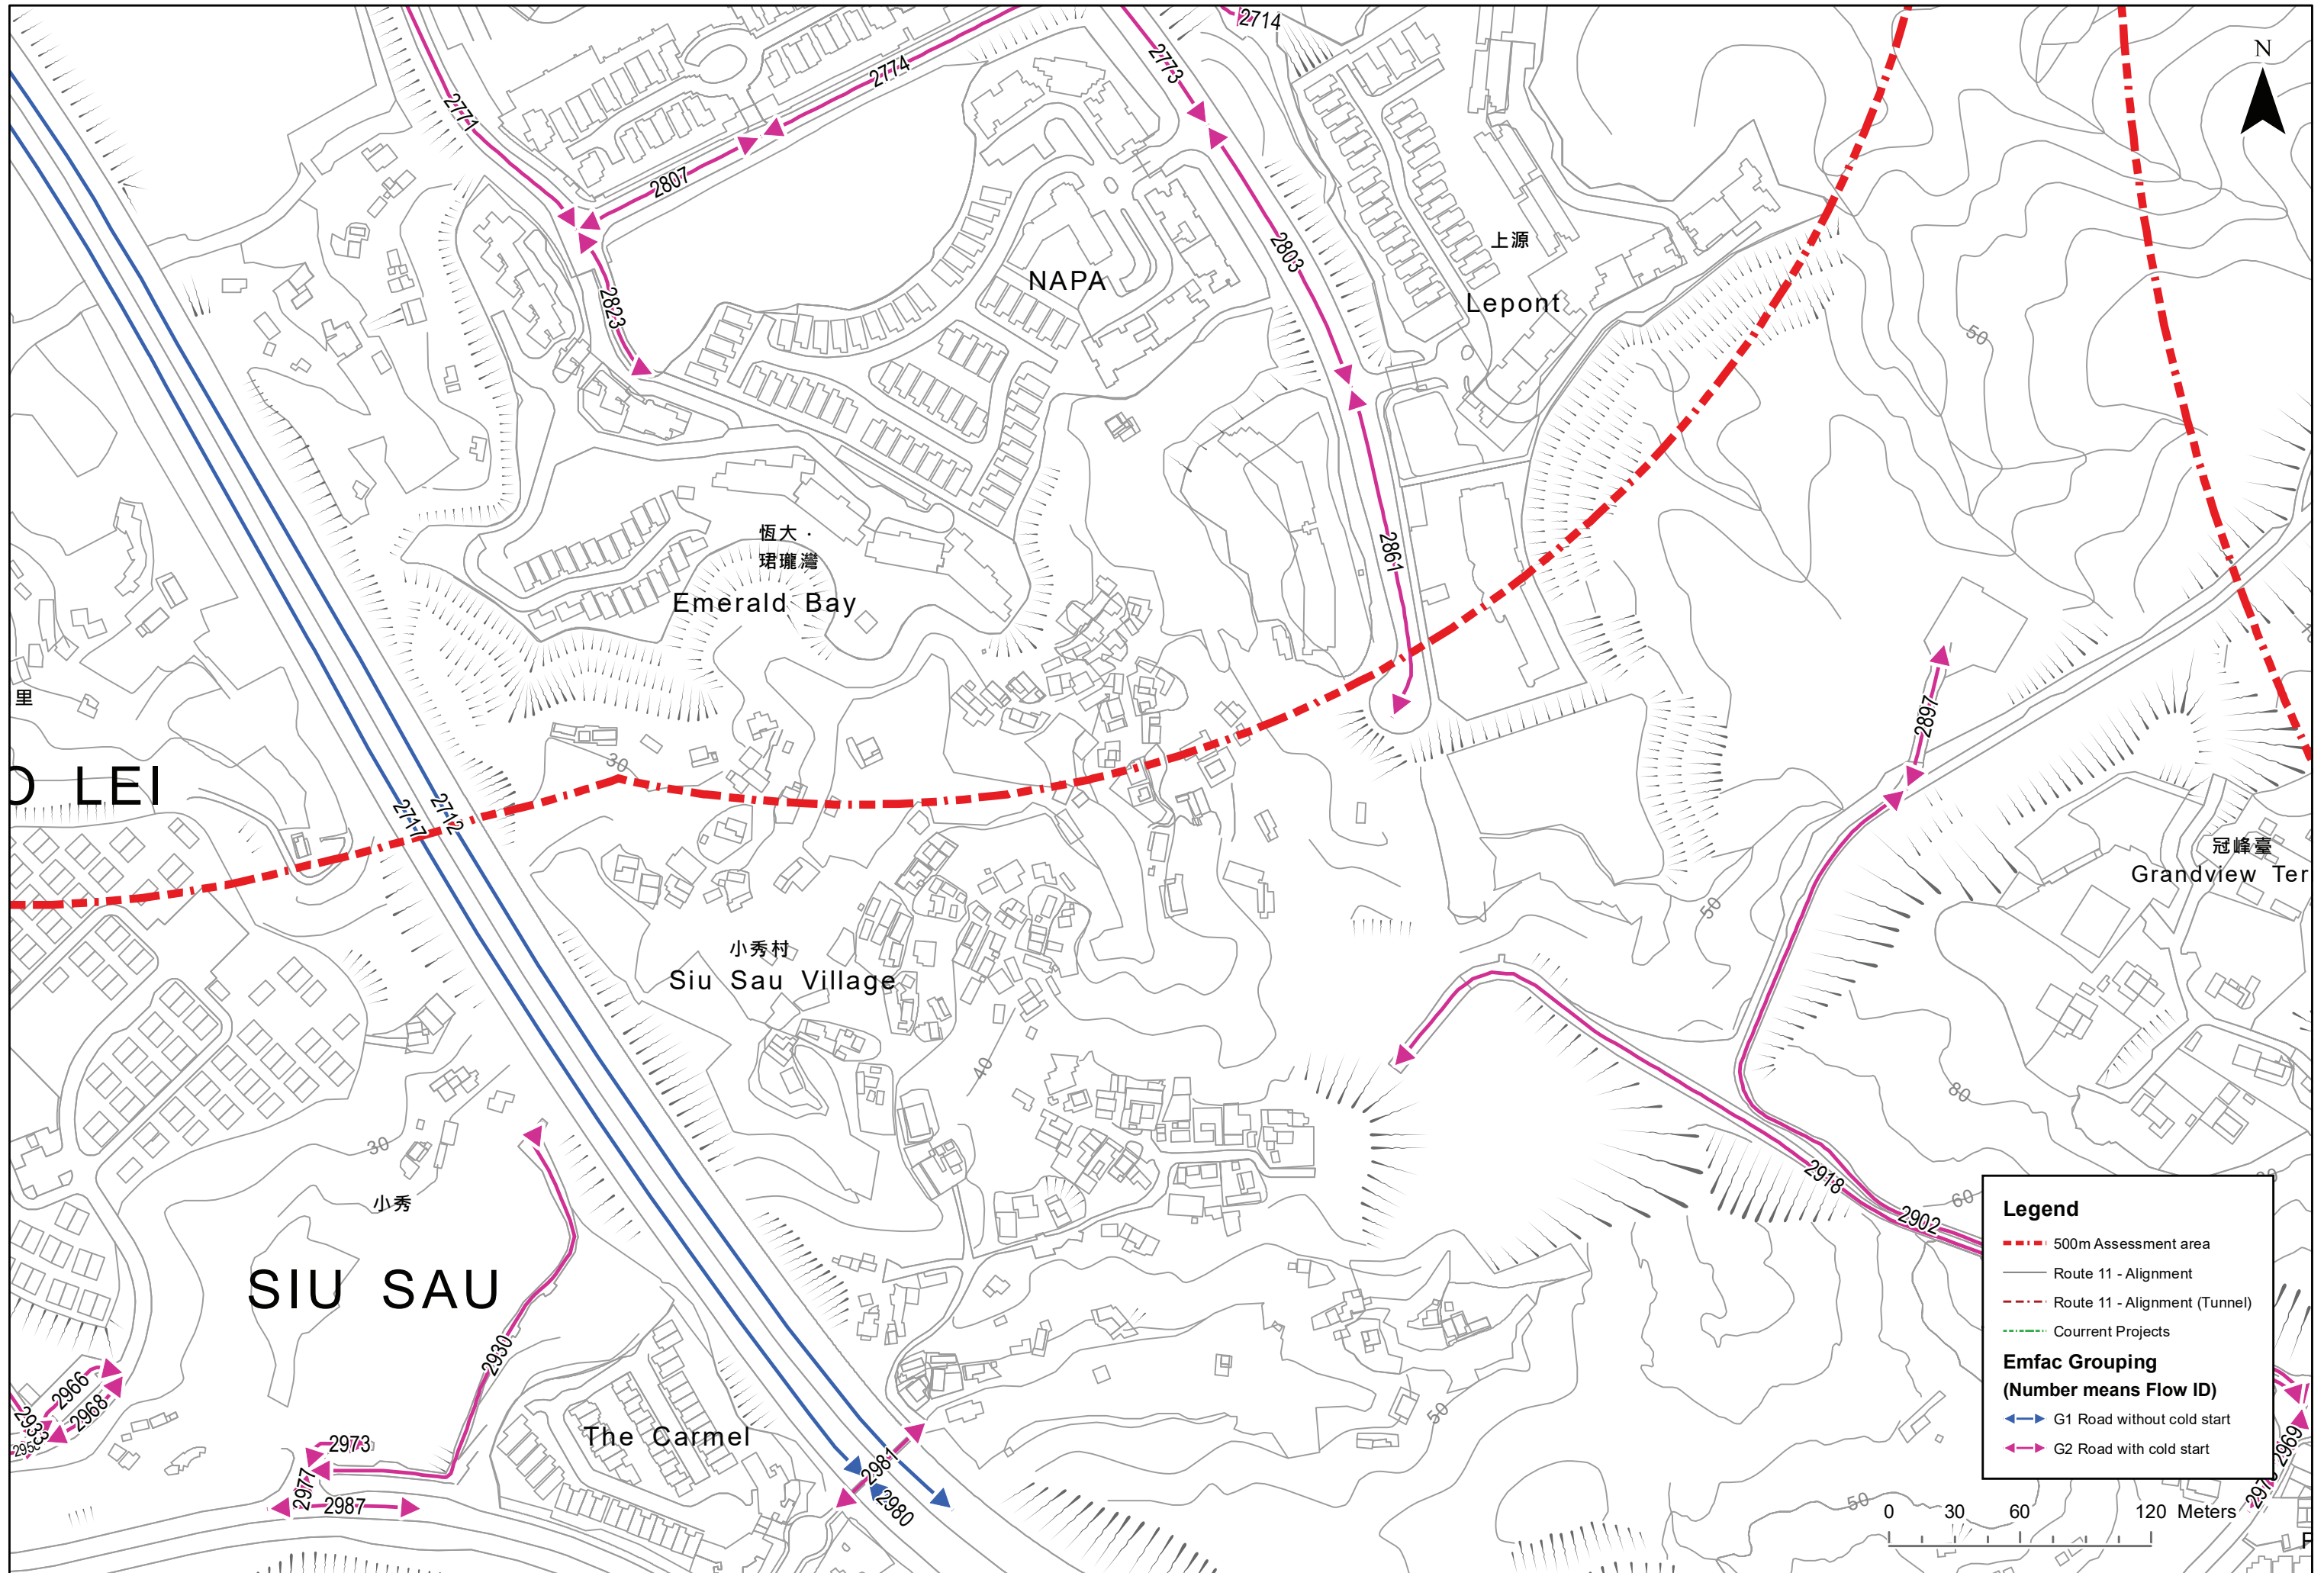 2714
N
2773
2774
2771
2807
2803
上源
NAPA
Lepont
2823
50
恆大·
珺瓏灣
Emerald Bay
2861
里
2897
30
O LEI
2717
2712
冠峰臺
Grandview Ter
50
小秀村
Siu Sau Village
40
80
30
2918
小秀
60
2902
SIU SAU
2930
2966
2968
2933
50
The Carmel
2973
2981
2977
2987
2980
2969
50
Legend
500m Assessment area
Route 11 - Alignment
Route 11 - Alignment (Tunnel)
Courrent Projects
Emfac Grouping
(Number means Flow ID)
G1 Road without cold start
G2 Road with cold start
0 30 60 120 Meters